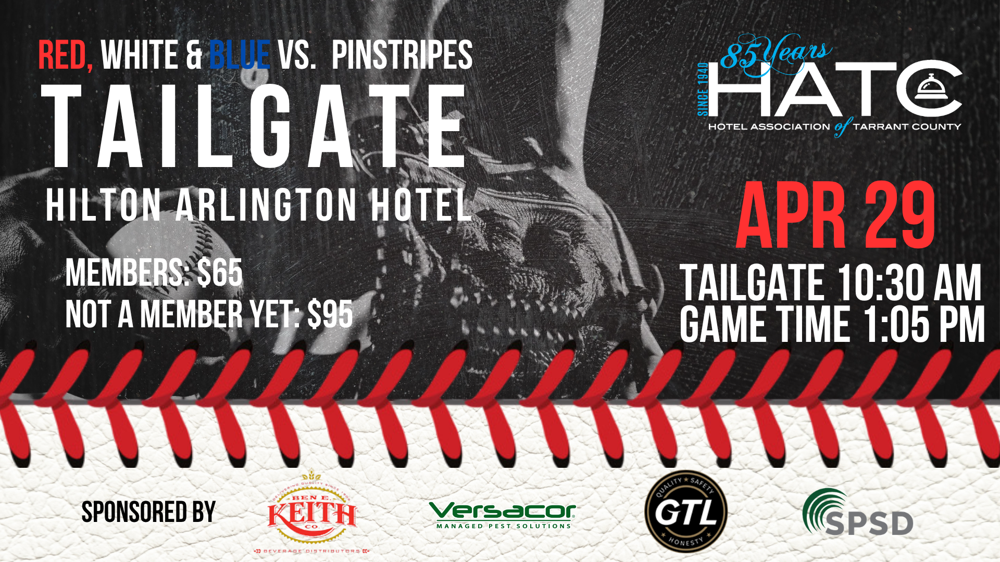 RED, WHITE & BLUE VS. PINSTRIPES
TAILGATE
HILTON ARLINGTON HOTEL
MEMBERS: $65
NOT A MEMBER YET: $95
85 Years
SINCE 1940
HATC
HOTEL ASSOCIATION of TARRANT COUNTY
APR 29
TAILGATE 10:30 AM
GAME TIME 1:05 PM
SPONSORED BY
DELIVERING QUALITY SINCE 1906
BEN E.
KEITH
CO.
BEVERAGE DISTRIBUTORS
Versacor®
MANAGED PEST SOLUTIONS
QUALITY ★ SAFETY
GTL
★ HONESTY ★
SPSD